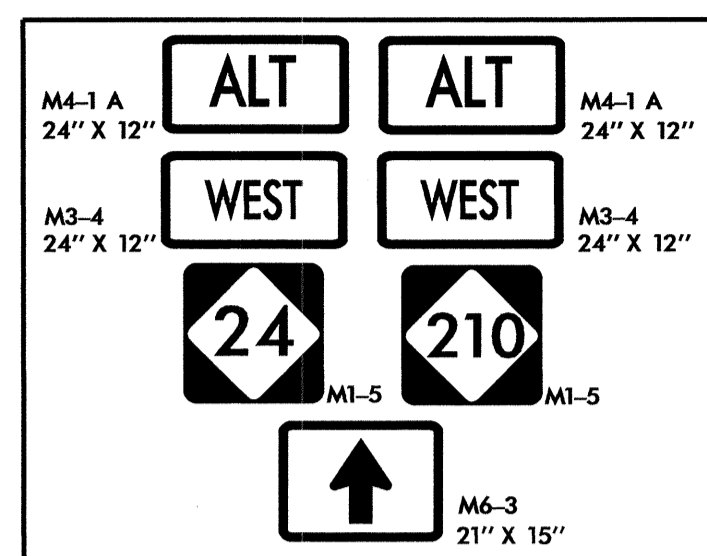 ALT ALT
M4–1 A M4–1 A
24" X 12" 24" X 12"
WEST WEST
M3–4 M3–4
24" X 12" 24" X 12"
24 210
M1–5 M1–5
M6–3
21" X 15"